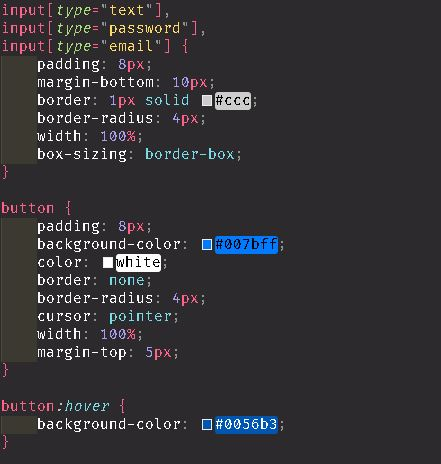 input[type="text"],
input[type="password"],
input[type="email"] {
    padding: 8px;
    margin-bottom: 10px;
    border: 1px solid #ccc;
    border-radius: 4px;
    width: 100%;
    box-sizing: border-box;
}

button {
    padding: 8px;
    background-color: #007bff;
    color: white;
    border: none;
    border-radius: 4px;
    cursor: pointer;
    width: 100%;
    margin-top: 5px;
}

button:hover {
    background-color: #0056b3;
}